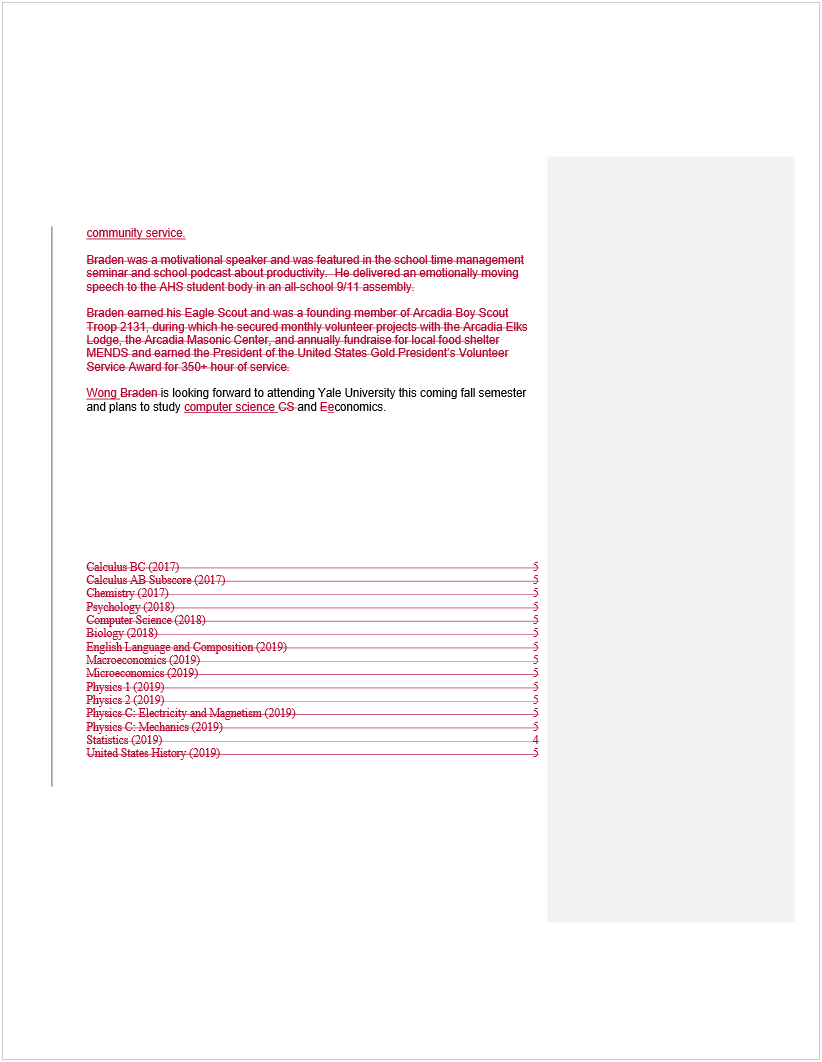 community service.
Braden was a motivational speaker and was featured in the school time management
seminar and school podcast about productivity.  He delivered an emotionally moving
speech to the AHS student body in an all-school 9/11 assembly.
Braden earned his Eagle Scout and was a founding member of Arcadia Boy Scout
Troop 2131, during which he secured monthly volunteer projects with the Arcadia Elks
Lodge, the Arcadia Masonic Center, and annually fundraise for local food shelter
MENDS and earned the President of the United States Gold President's Volunteer
Service Award for 350+ hour of service.
Wong Braden is looking forward to attending Yale University this coming fall semester
and plans to study computer science CS and Eeconomics.
Calculus BC (2017) 5
Calculus AB Subscore (2017) 5
Chemistry (2017) 5
Psychology (2018) 5
Computer Science (2018) 5
Biology (2018) 5
English Language and Composition (2019) 5
Macroeconomics (2019) 5
Microeconomics (2019) 5
Physics 1 (2019) 5
Physics 2 (2019) 5
Physics C: Electricity and Magnetism (2019) 5
Physics C: Mechanics (2019) 5
Statistics (2019) 4
United States History (2019) 5